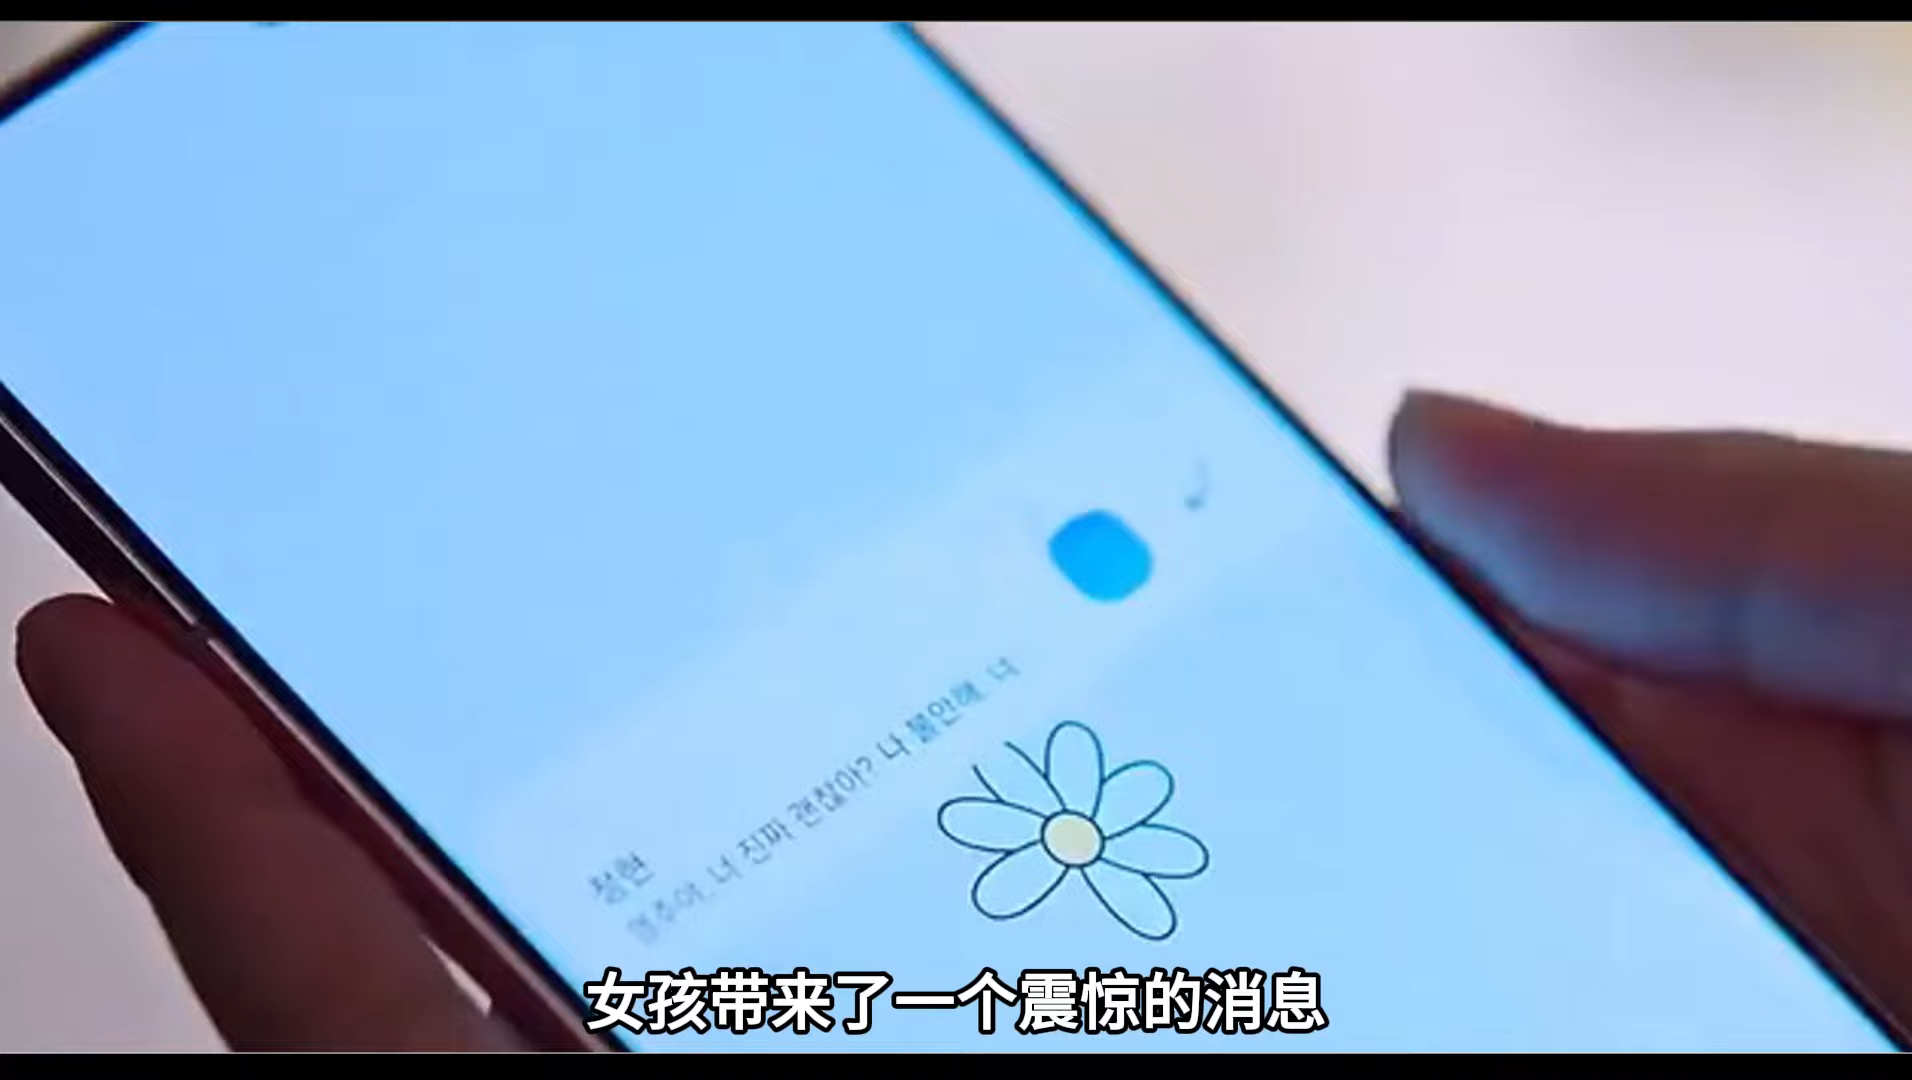 정현
영주야, 너 진짜 괜찮아? 나 불안해. 너
女孩带来了一个震惊的消息